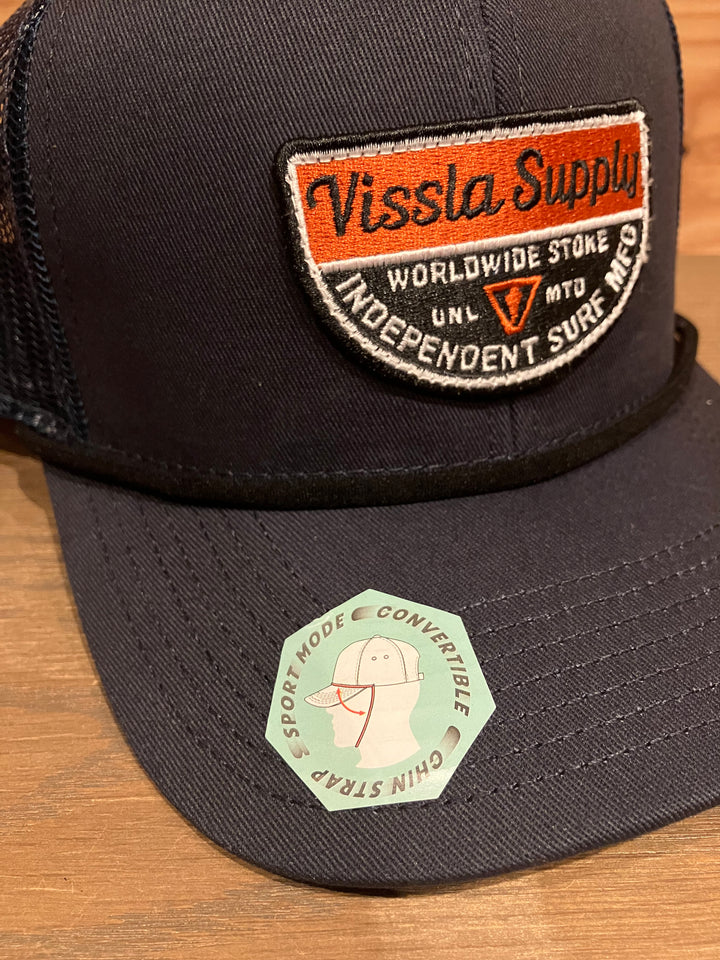 Vissla Supply
WORLDWIDE STOKE
UNL MTD
INDEPENDENT SURF MFG
SPORT MODE
CONVERTIBLE
CHIN STRAP